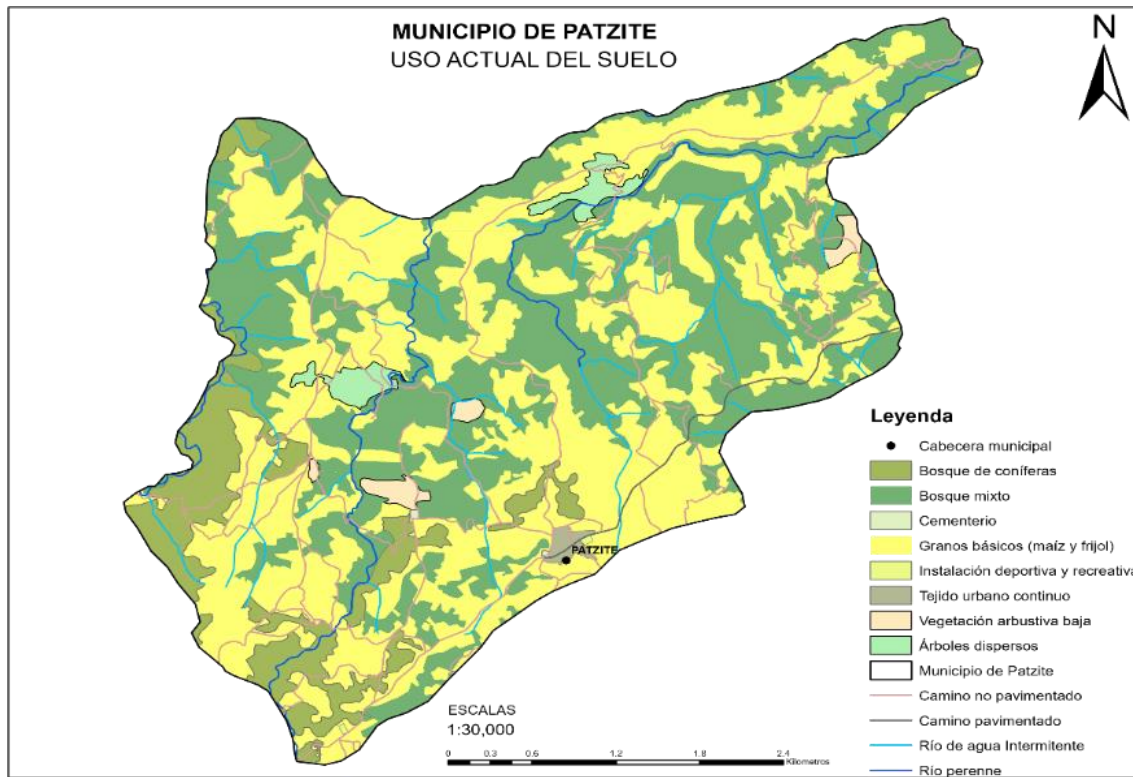 MUNICIPIO DE PATZITE
USO ACTUAL DEL SUELO
N
PATZITE
Leyenda
Cabecera municipal
Bosque de coníferas
Bosque mixto
Cementerio
Granos básicos (maíz y frijol)
Instalación deportiva y recreativa
Tejido urbano continuo
Vegetación arbustiva baja
Árboles dispersos
Municipio de Patzite
Camino no pavimentado
Camino pavimentado
Río de agua Intermitente
Río perenne
ESCALAS
1:30,000
0 0.3 0.6 1.2 1.8 2.4
Kilometros